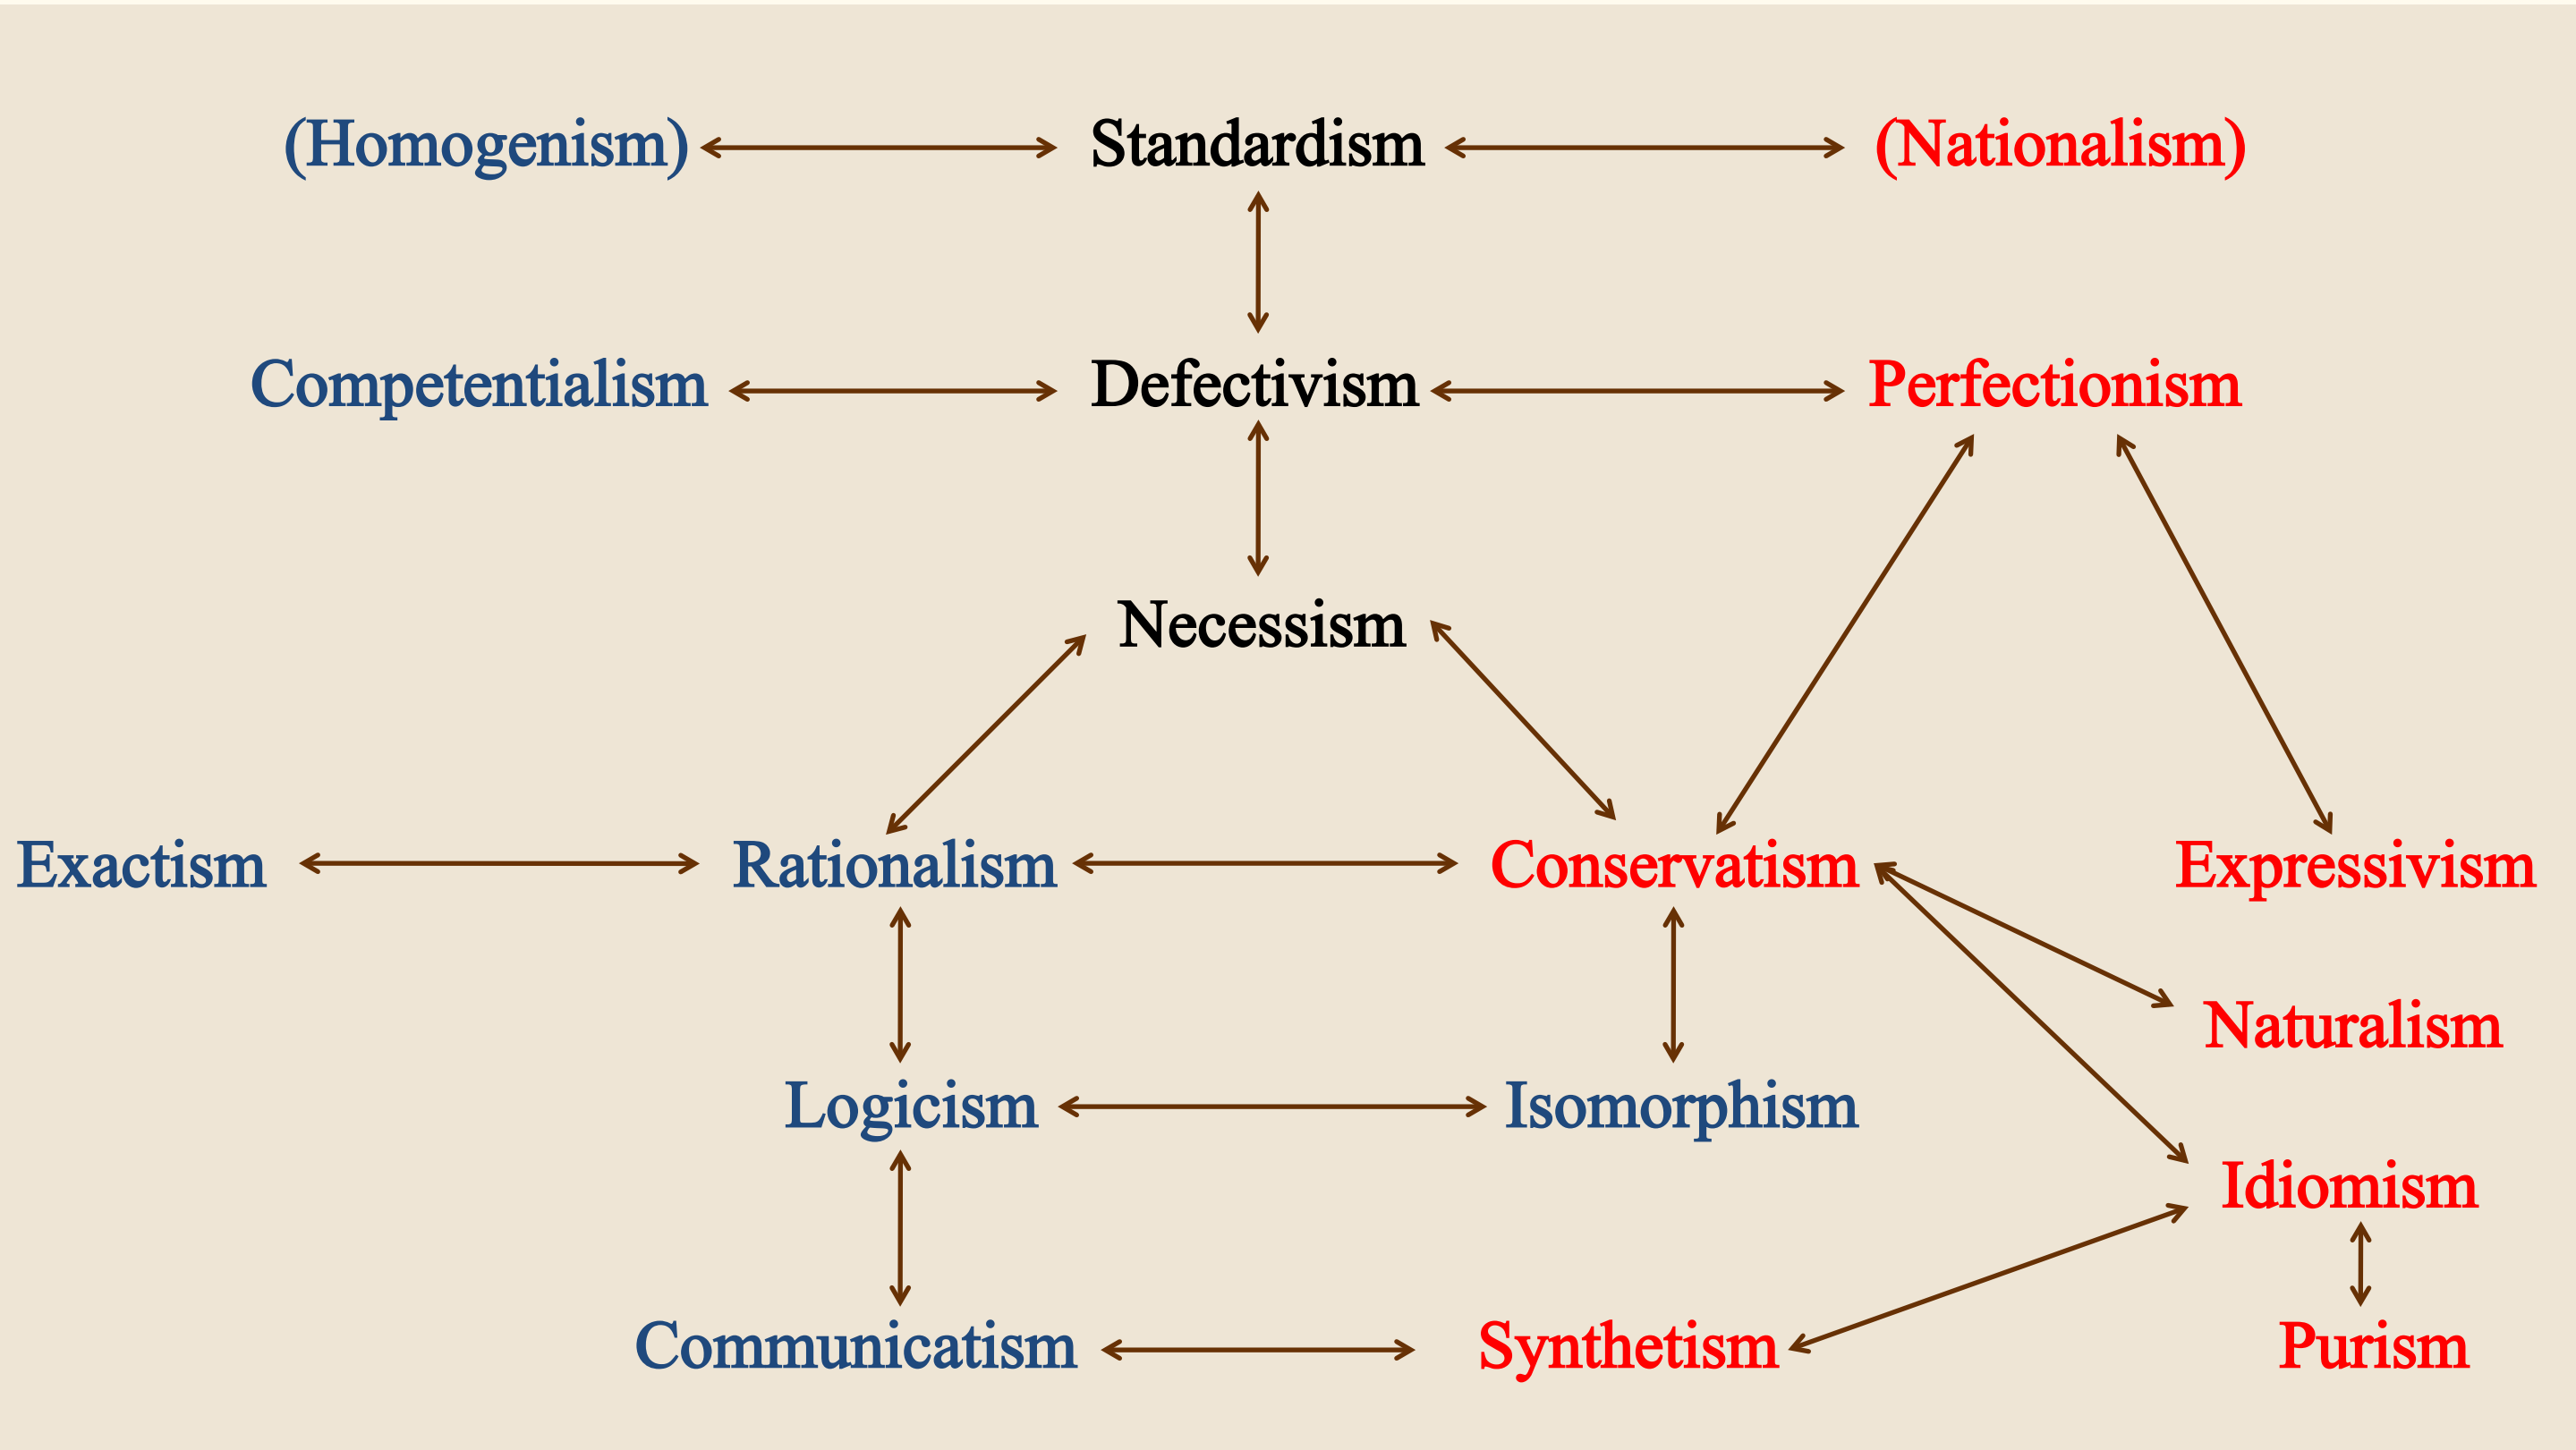 (Homogenism) Standardism (Nationalism)
Competentialism Defectivism Perfectionism
Necessism
Exactism Rationalism Conservatism Expressivism
Naturalism
Logicism Isomorphism
Idiomism
Communicatism Synthetism Purism